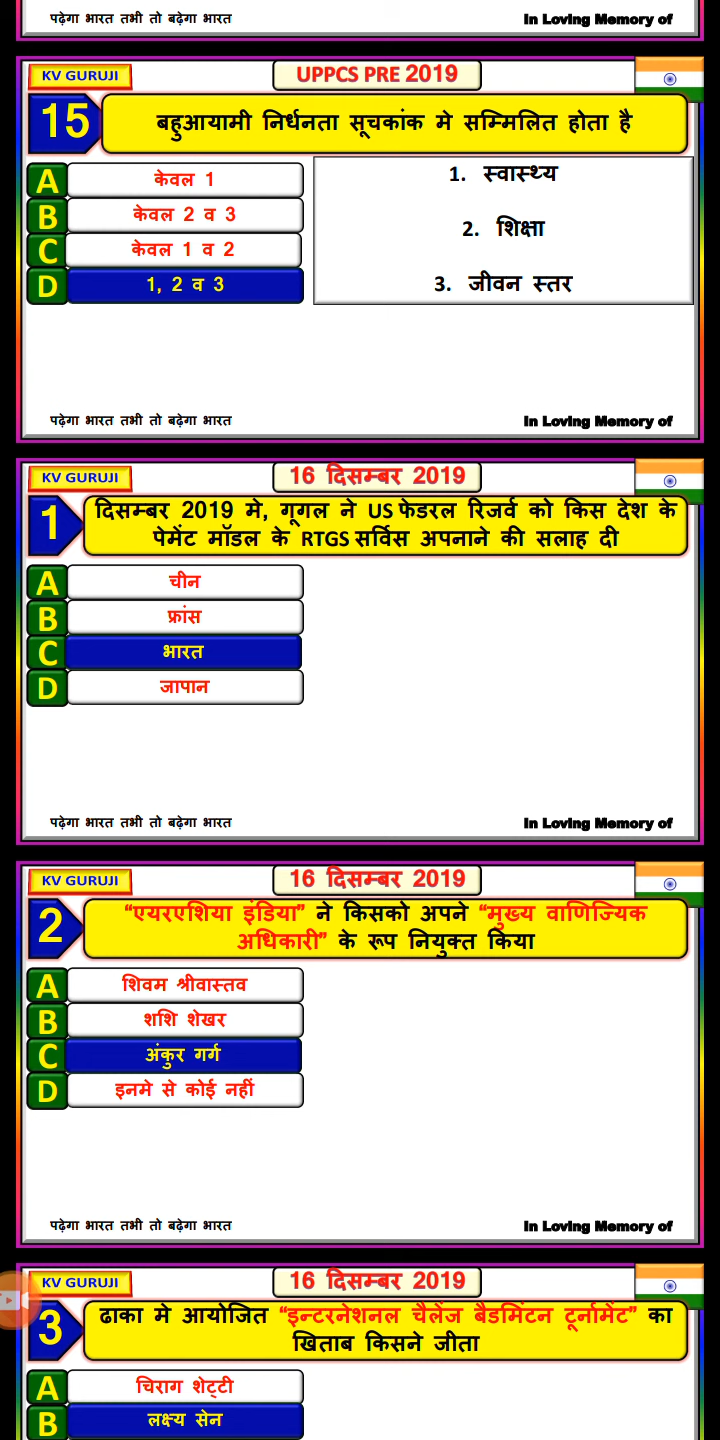 पढ़ेगा भारत तभी तो बढ़ेगा भारत In Loving Memory of
KV GURUJI UPPCS PRE 2019
15 बहुआयामी निर्धनता सूचकांक मे सम्मिलित होता है
A केवल 1
B केवल 2 व 3
C केवल 1 व 2
D 1, 2 व 3
1. स्वास्थ्य
2. शिक्षा
3. जीवन स्तर
पढ़ेगा भारत तभी तो बढ़ेगा भारत In Loving Memory of
KV GURUJI 16 दिसम्बर 2019
1 दिसम्बर 2019 मे, गूगल ने US फेडरल रिजर्व को किस देश के
पेमेंट मॉडल के RTGS सर्विस अपनाने की सलाह दी
A चीन
B फ्रांस
C भारत
D जापान
पढ़ेगा भारत तभी तो बढ़ेगा भारत In Loving Memory of
KV GURUJI 16 दिसम्बर 2019
2 “एयरएशिया इंडिया” ने किसको अपने “मुख्य वाणिज्यिक
अधिकारी” के रूप नियुक्त किया
A शिवम श्रीवास्तव
B शशि शेखर
C अंकुर गर्ग
D इनमे से कोई नहीं
पढ़ेगा भारत तभी तो बढ़ेगा भारत In Loving Memory of
KV GURUJI 16 दिसम्बर 2019
3 ढाका मे आयोजित “इन्टरनेशनल चैलेंज बैडमिंटन टूर्नामेंट” का
खिताब किसने जीता
A चिराग शेट्टी
B लक्ष्य सेन